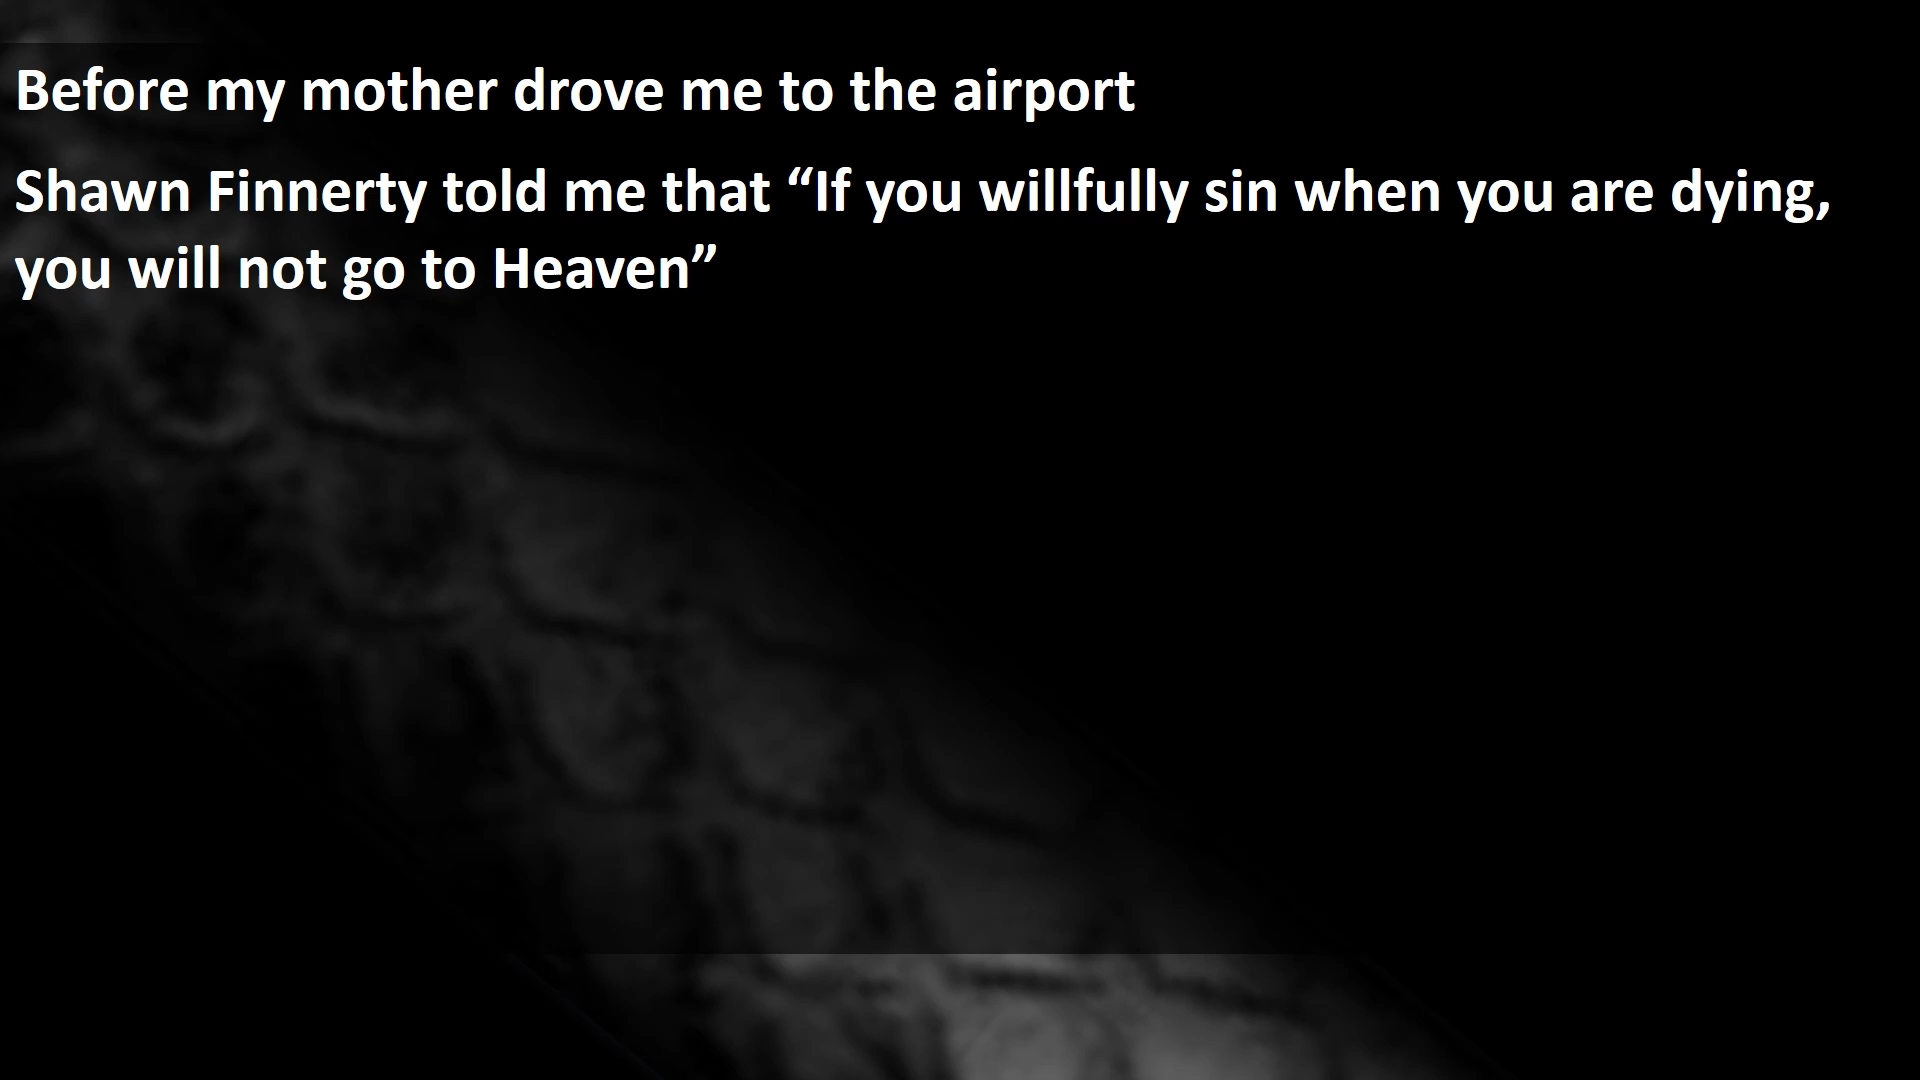 Before my mother drove me to the airport
Shawn Finnerty told me that “If you willfully sin when you are dying,
you will not go to Heaven”